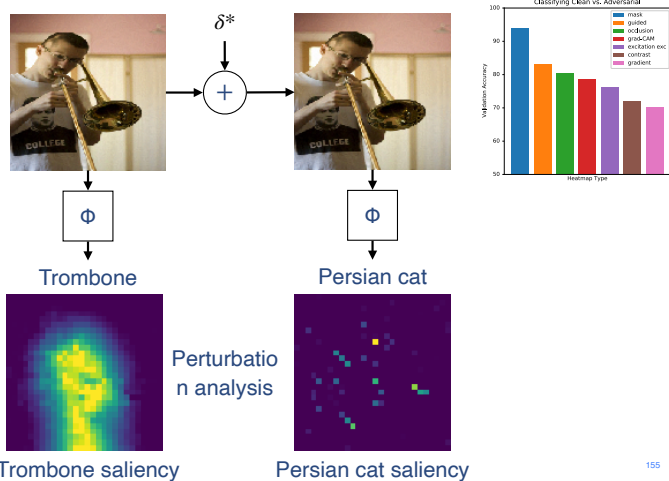 δ*
+
COLLEGE
COLLEGE
Φ
Φ
Trombone
Persian cat
Perturbatio
n analysis
Trombone saliency
Persian cat saliency
Classifying Clean vs. Adversarial
100
90
80
70
60
50
Validation Accuracy
Heatmap Type
mask
guided
occlusion
grad-CAM
excitation exc
contrast
gradient
155